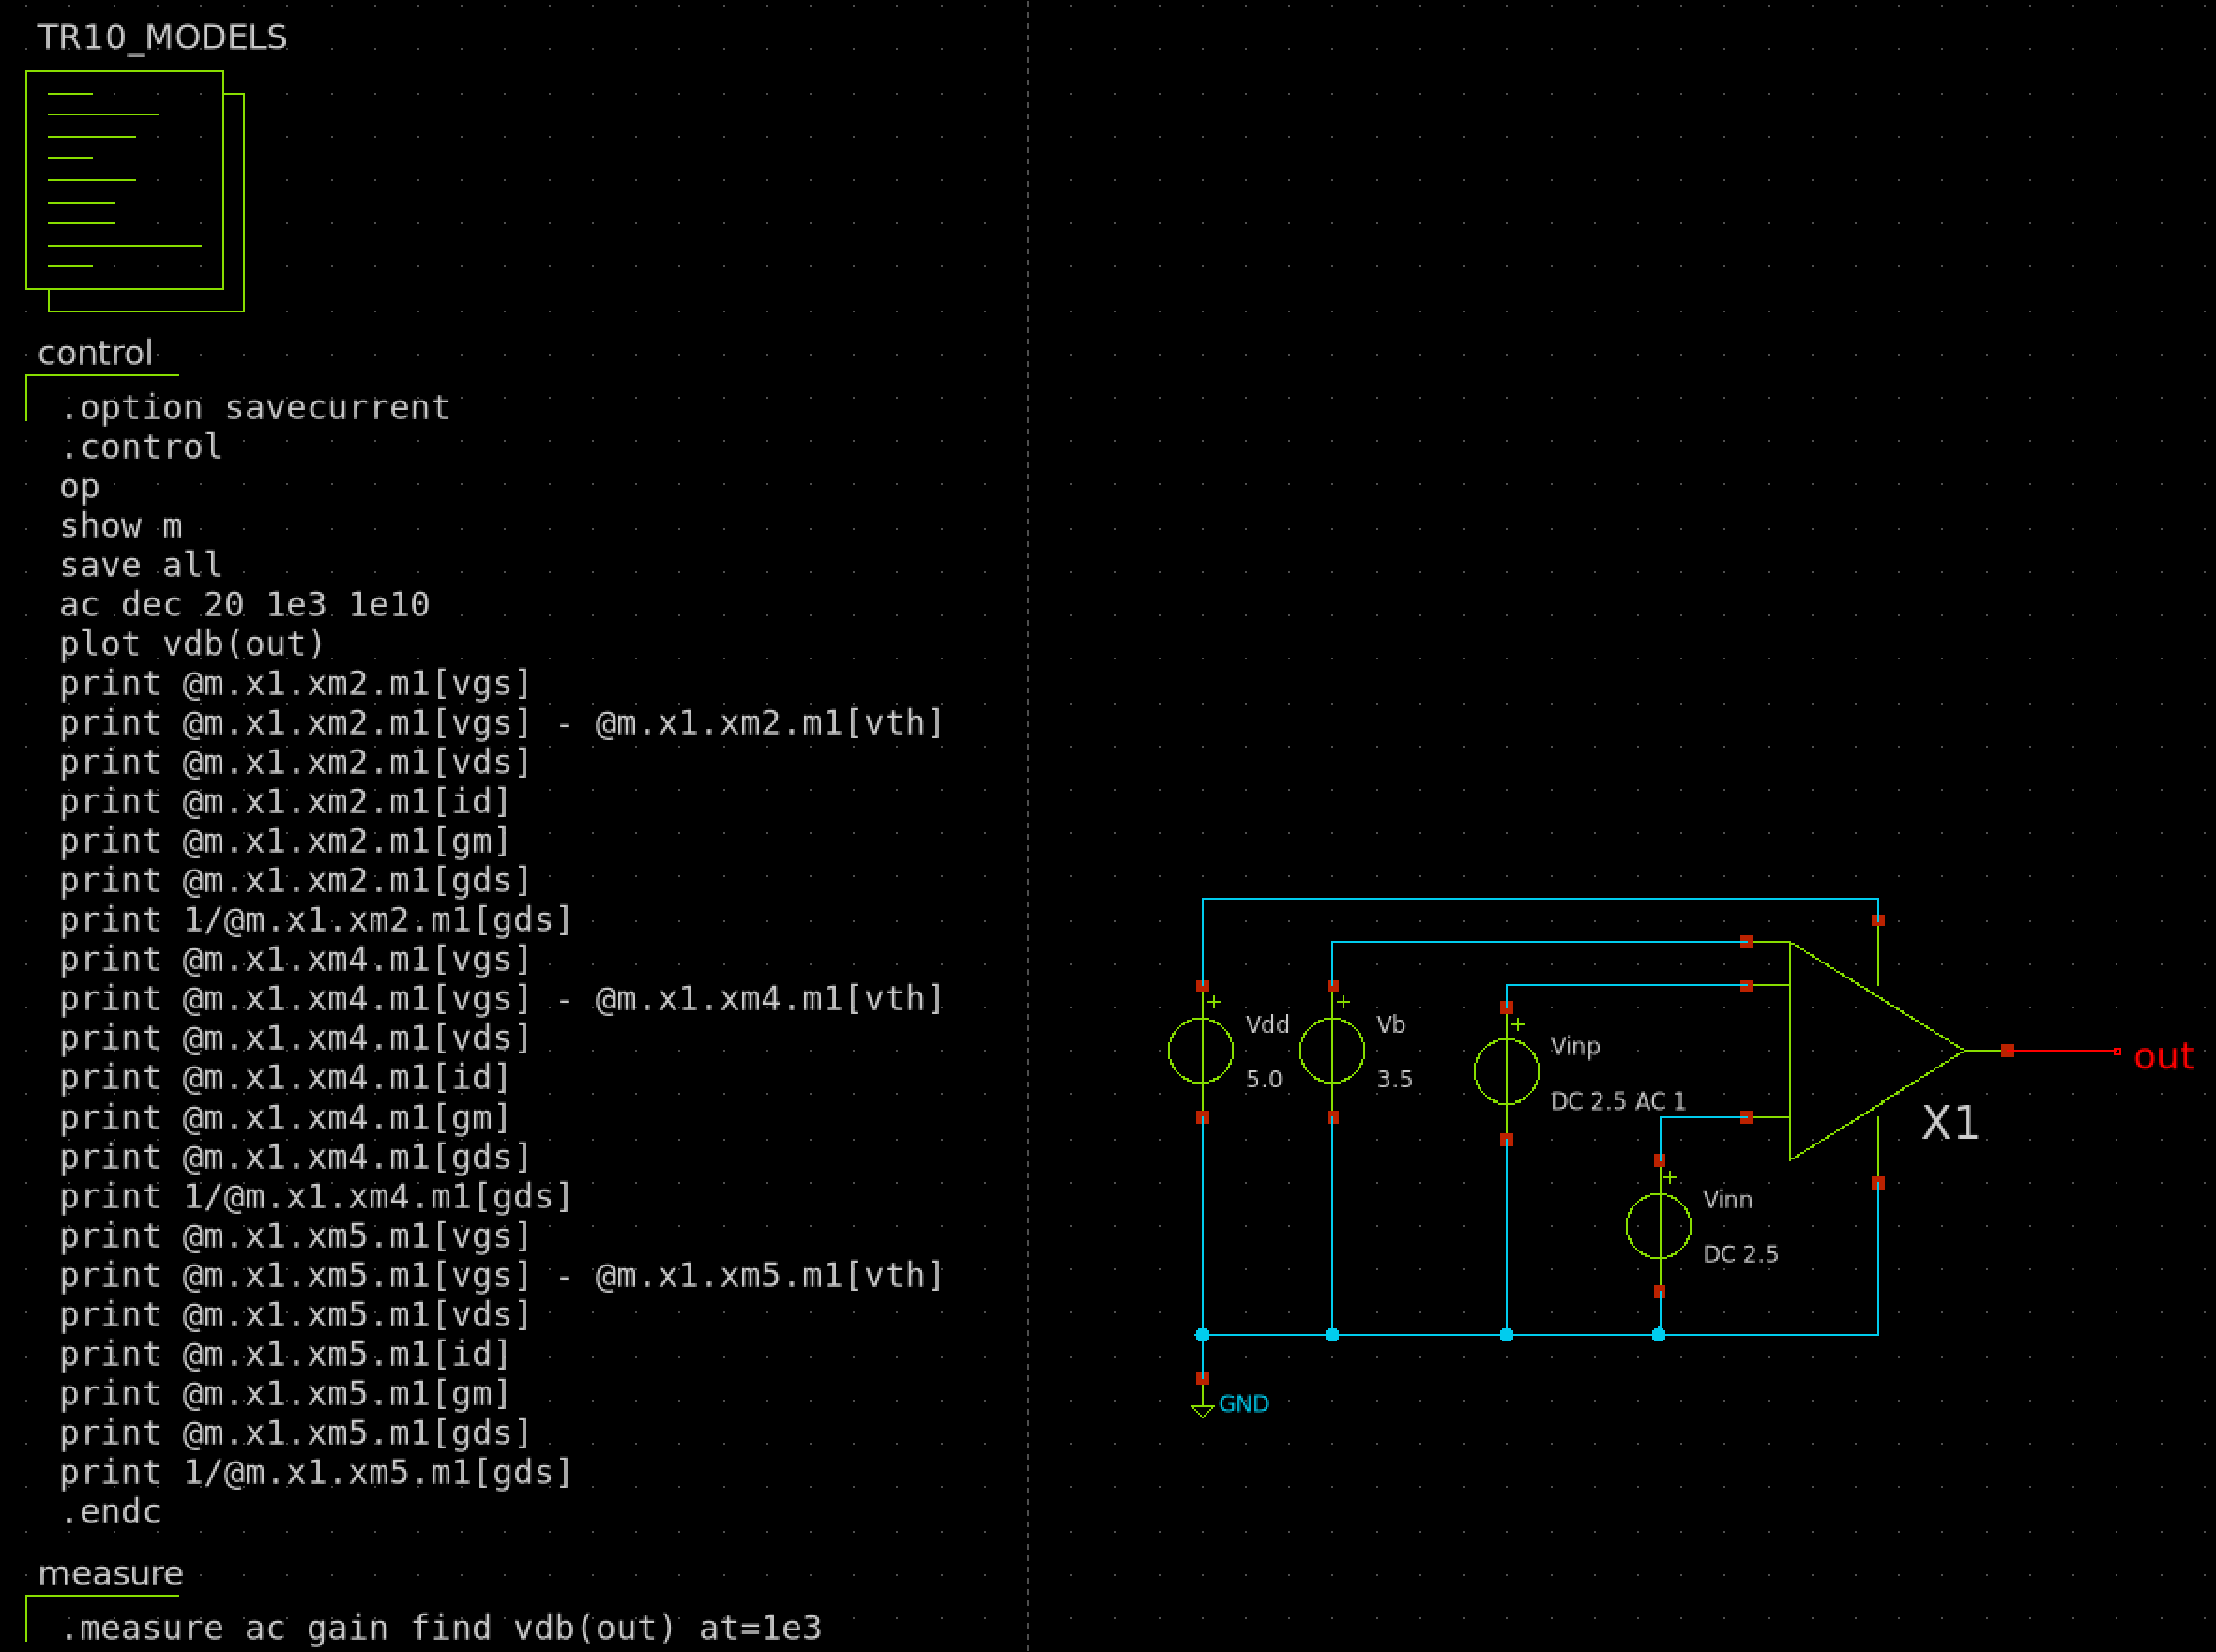 TR10_MODELS
control
.option savecurrent
.control
op
show m
save all
ac dec 20 1e3 1e10
plot vdb(out)
print @m.x1.xm2.m1[vgs]
print @m.x1.xm2.m1[vgs] - @m.x1.xm2.m1[vth]
print @m.x1.xm2.m1[vds]
print @m.x1.xm2.m1[id]
print @m.x1.xm2.m1[gm]
print @m.x1.xm2.m1[gds]
print 1/@m.x1.xm2.m1[gds]
print @m.x1.xm4.m1[vgs]
print @m.x1.xm4.m1[vgs] - @m.x1.xm4.m1[vth]
print @m.x1.xm4.m1[vds]
print @m.x1.xm4.m1[id]
print @m.x1.xm4.m1[gm]
print @m.x1.xm4.m1[gds]
print 1/@m.x1.xm4.m1[gds]
print @m.x1.xm5.m1[vgs]
print @m.x1.xm5.m1[vgs] - @m.x1.xm5.m1[vth]
print @m.x1.xm5.m1[vds]
print @m.x1.xm5.m1[id]
print @m.x1.xm5.m1[gm]
print @m.x1.xm5.m1[gds]
print 1/@m.x1.xm5.m1[gds]
.endc
measure
.measure ac gain find vdb(out) at=1e3
Vdd
5.0
Vb
3.5
Vinp
DC 2.5 AC 1
Vinn
DC 2.5
X1
out
GND